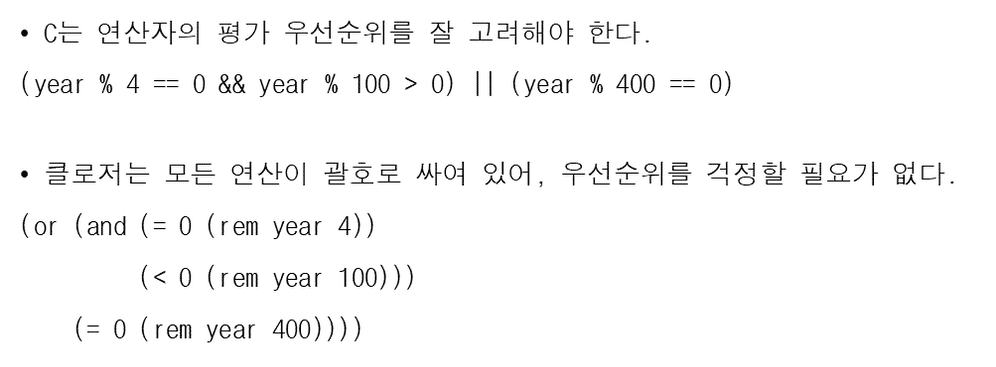 • C는 연산자의 평가 우선순위를 잘 고려해야 한다.
(year % 4 == 0 && year % 100 > 0) || (year % 400 == 0)
• 클로저는 모든 연산이 괄호로 싸여 있어, 우선순위를 걱정할 필요가 없다.
(or (and (= 0 (rem year 4))
(< 0 (rem year 100)))
(= 0 (rem year 400))))